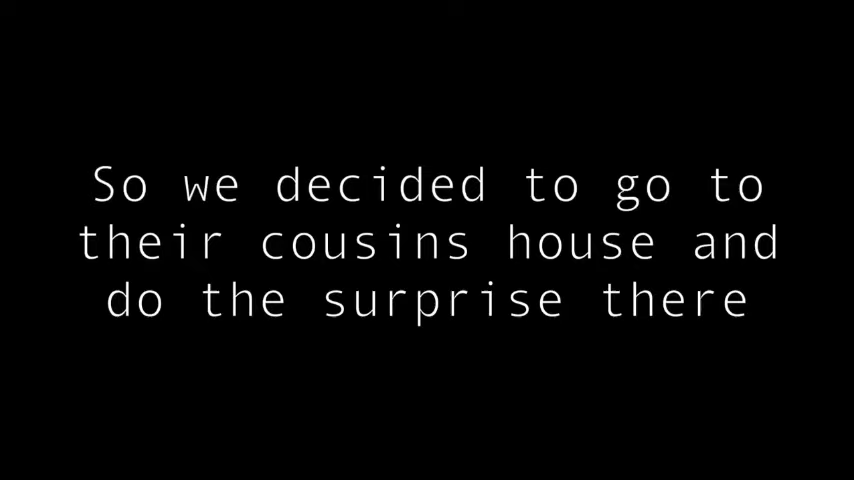 So we decided to go to
their cousins house and
do the surprise there